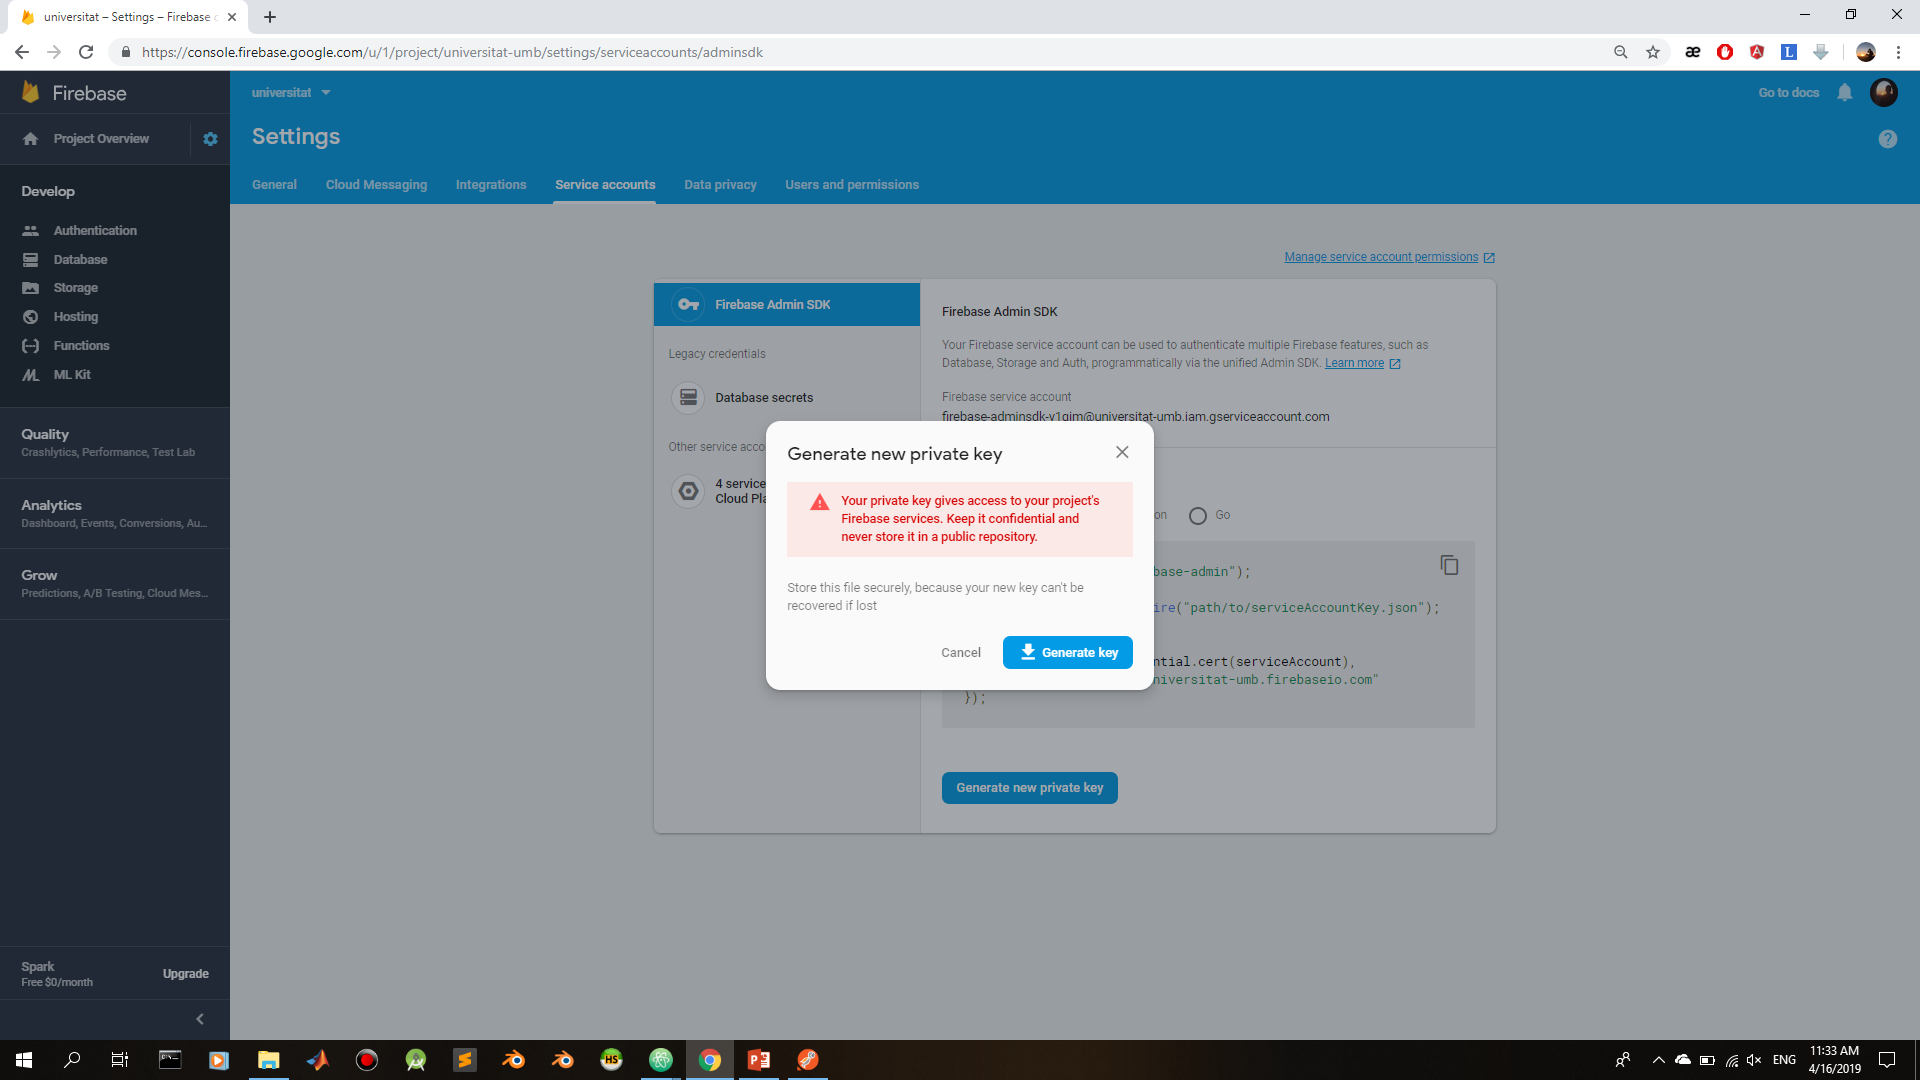 universitat – Settings – Firebase
https://console.firebase.google.com/u/1/project/universitat-umb/settings/serviceaccounts/adminsdk
Firebase
universitat
Go to docs
Project Overview
Settings
General
Cloud Messaging
Integrations
Service accounts
Data privacy
Users and permissions
Develop
Authentication
Database
Storage
Hosting
Functions
ML Kit
Quality
Crashlytics, Performance, Test Lab
Analytics
Dashboard, Events, Conversions, Au...
Grow
Predictions, A/B Testing, Cloud Mes...
Spark
Free $0/month
Upgrade
Manage service account permissions
Firebase Admin SDK
Legacy credentials
Database secrets
Other service acco
4 service
Cloud Pla
Firebase Admin SDK
Your Firebase service account can be used to authenticate multiple Firebase features, such as
Database, Storage and Auth, programmatically via the unified Admin SDK. Learn more
Firebase service account
@universitat-umb.iam.gserviceaccount.com
on
Go
base-admin");
ire("path/to/serviceAccountKey.json");
ntial.cert(serviceAccount),
niversitat-umb.firebaseio.com"
});
Generate new private key
Generate new private key
Your private key gives access to your project's
Firebase services. Keep it confidential and
never store it in a public repository.
Store this file securely, because your new key can't be
recovered if lost
Cancel
Generate key
HS
ENG
11:33 AM
4/16/2019